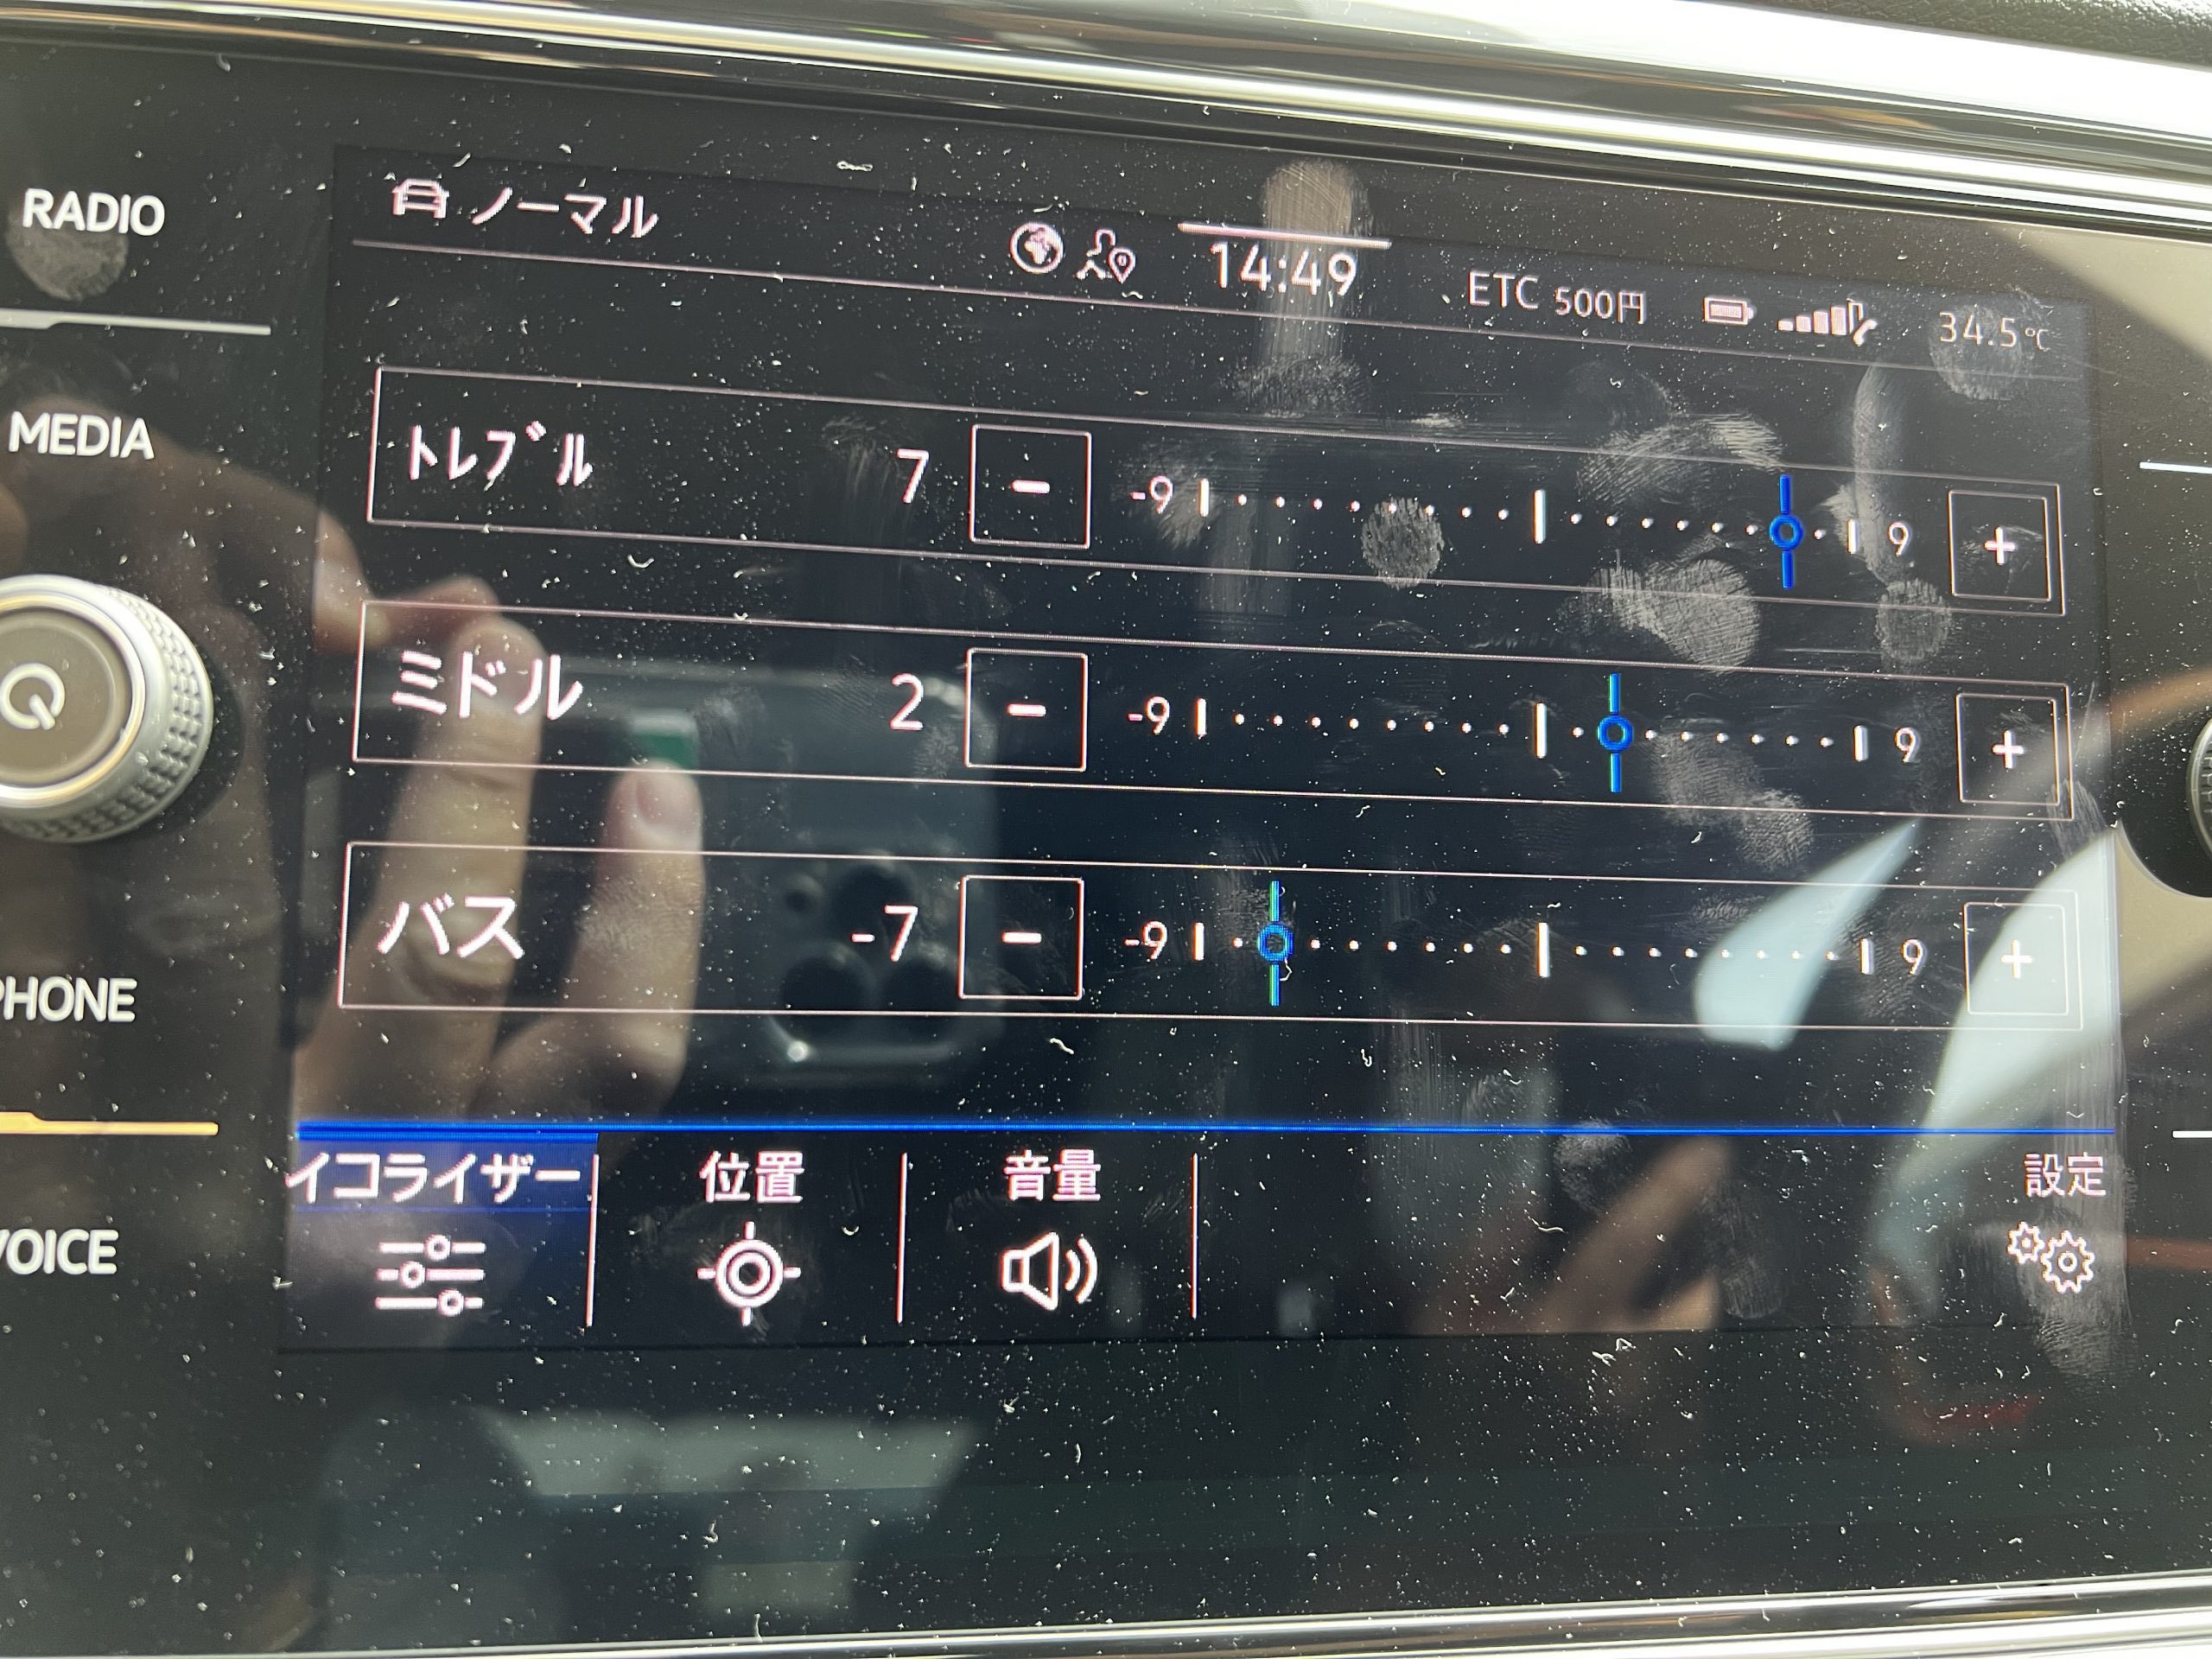 RADIO
MEDIA
PHONE
VOICE
ノーマル
14:49
ETC 500円
34.5℃
ﾄﾚﾌﾞﾙ 7 - -9 9 +
ミドル 2 - -9 9 +
バス -7 - -9 9 +
イコライザー
位置
音量
設定